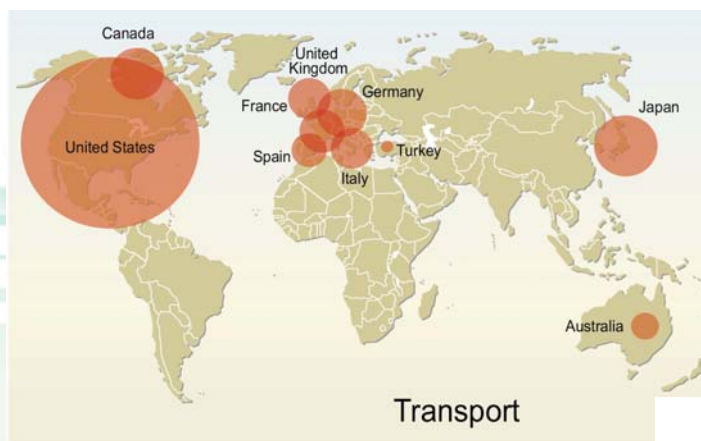 Canada
United
Kingdom
France
Germany
Japan
United States
Spain
Turkey
Italy
Australia
Transport